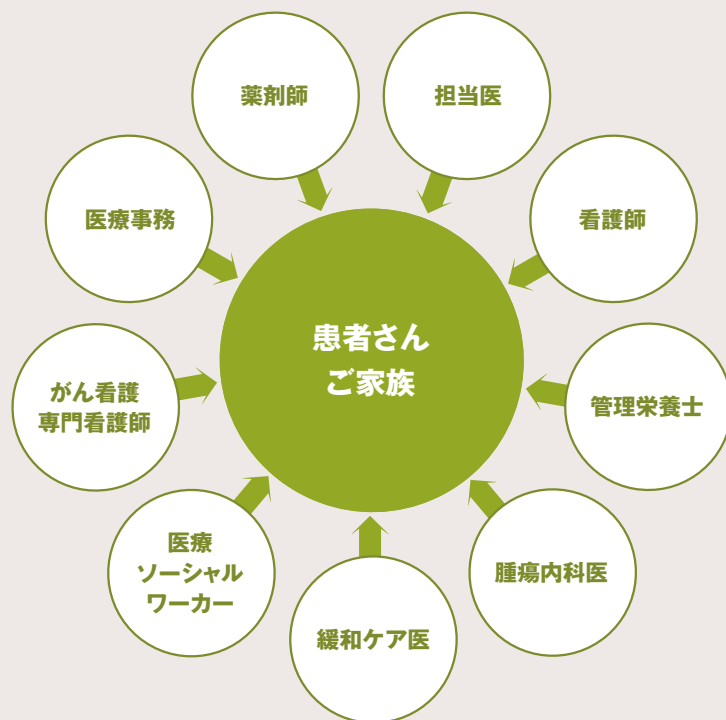 薬剤師
担当医
医療事務
看護師
患者さん
ご家族
がん看護
専門看護師
管理栄養士
医療
ソーシャル
ワーカー
腫瘍内科医
緩和ケア医